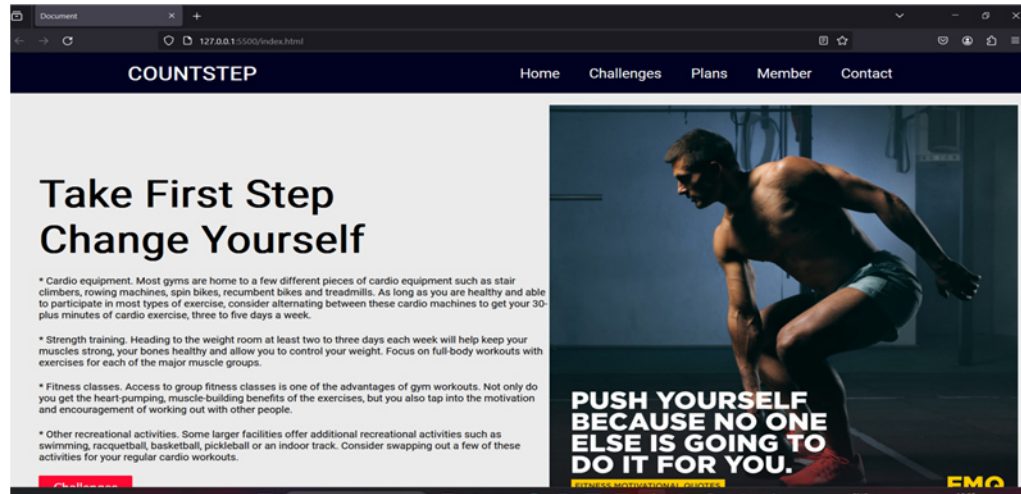 Document
127.0.0.1:5500/index.html
COUNTSTEP
Home Challenges Plans Member Contact
Take First Step
Change Yourself
* Cardio equipment. Most gyms are home to a few different pieces of cardio equipment such as stair
climbers, rowing machines, spin bikes, recumbent bikes and treadmills. As long as you are healthy and able
to participate in most types of exercise, consider alternating between these cardio machines to get your 30-
plus minutes of cardio exercise, three to five days a week.
* Strength training. Heading to the weight room at least two to three days each week will help keep your
muscles strong, your bones healthy and allow you to control your weight. Focus on full-body workouts with
exercises for each of the major muscle groups.
* Fitness classes. Access to group fitness classes is one of the advantages of gym workouts. Not only do
you get the heart-pumping, muscle-building benefits of the exercises, but you also tap into the motivation
and encouragement of working out with other people.
* Other recreational activities. Some larger facilities offer additional recreational activities such as
swimming, racquetball, basketball, pickleball or an indoor track. Consider swapping out a few of these
activities for your regular cardio workouts.
Challenges
PUSH YOURSELF
BECAUSE NO ONE
ELSE IS GOING TO
DO IT FOR YOU.
FITNESS MOTIVATIONAL QUOTES
EMQ